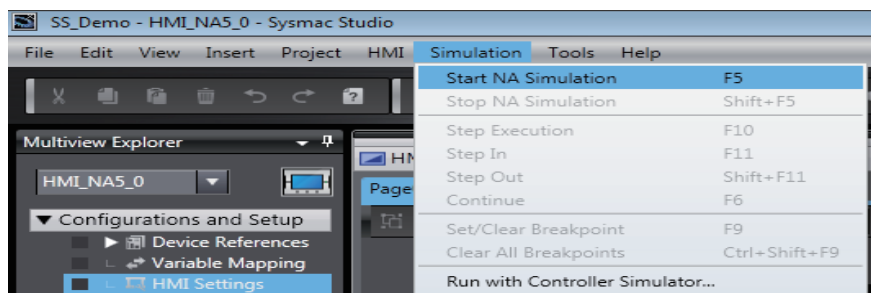 SS_Demo - HMI_NA5_0 - Sysmac Studio
File Edit View Insert Project HMI Simulation Tools Help
Start NA Simulation F5
Stop NA Simulation Shift+F5
Multiview Explorer
Step Execution F10
Step In F11
HMI_NA5_0
Page
Step Out Shift+F11
Continue F6
Configurations and Setup
Set/Clear Breakpoint F9
Device References
Clear All Breakpoints Ctrl+Shift+F9
Variable Mapping
HMI Settings
Run with Controller Simulator...